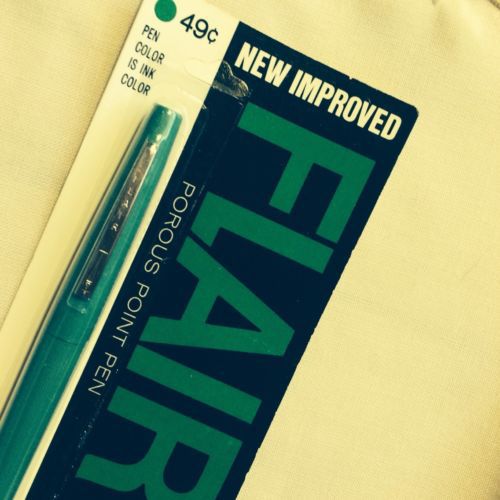 49¢
PEN
COLOR
IS INK
COLOR
NEW IMPROVED
FLAIR
POROUS POINT PEN